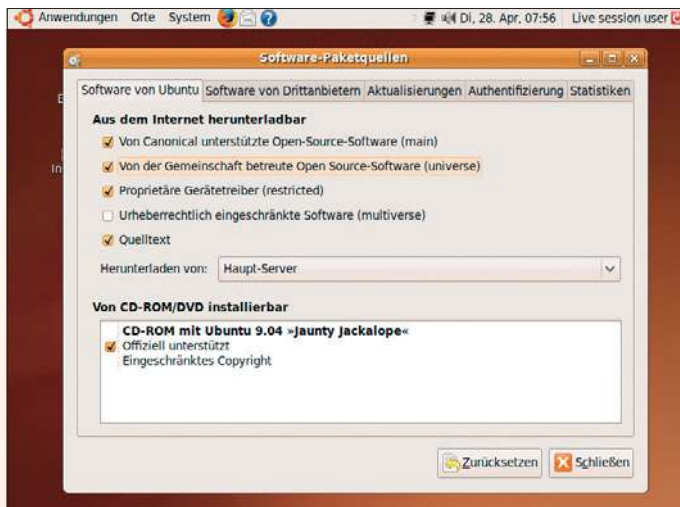 Anwendungen Orte System Di, 28. Apr, 07:56 Live session user
Software-Paketquellen
Software von Ubuntu Software von Drittanbietern Aktualisierungen Authentifizierung Statistiken
Aus dem Internet herunterladbar
Von Canonical unterstützte Open-Source-Software (main)
Von der Gemeinschaft betreute Open Source-Software (universe)
Proprietäre Gerätetreiber (restricted)
Urheberrechtlich eingeschränkte Software (multiverse)
Quelltext
Herunterladen von: Haupt-Server
Von CD-ROM/DVD installierbar
CD-ROM mit Ubuntu 9.04 »Jaunty Jackalope«
Offiziell unterstützt
Eingeschränktes Copyright
Zurücksetzen Schließen